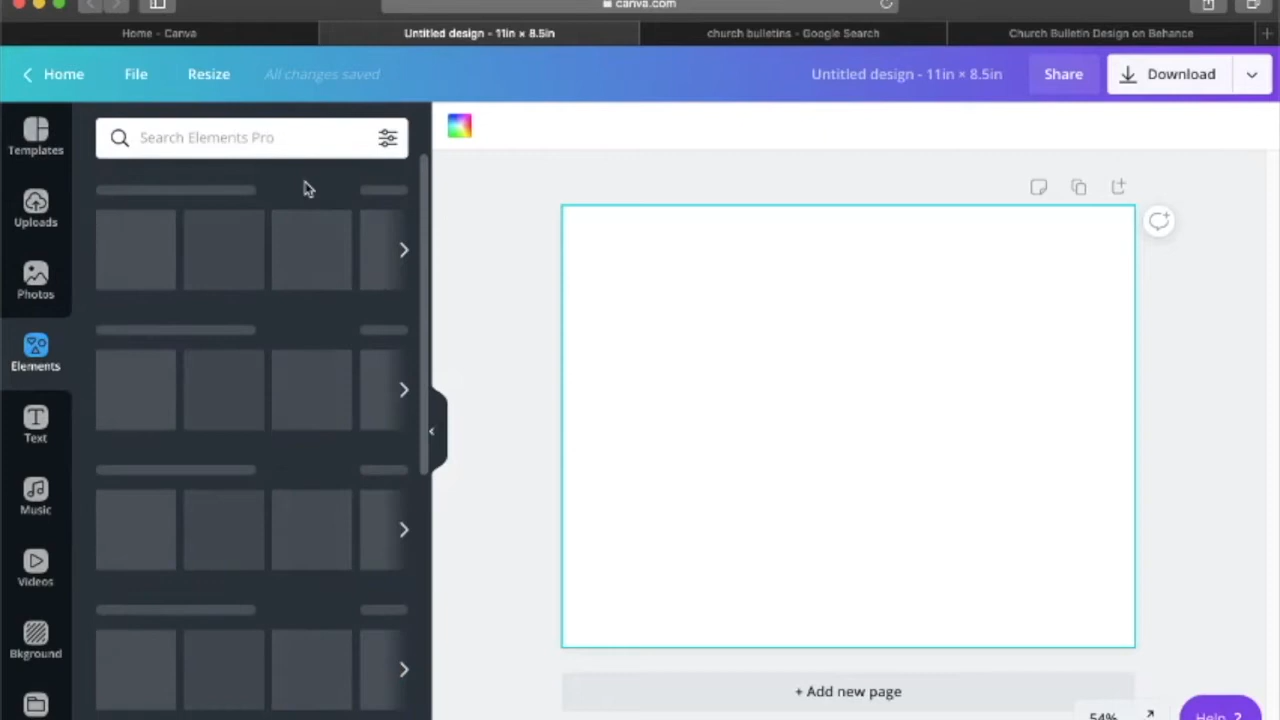 canva.com
Home - Canva
Untitled design - 11in × 8.5in
church bulletins - Google Search
Church Bulletin Design on Behance
Home
File
Resize
All changes saved
Untitled design - 11in × 8.5in
Share
Download
Search Elements Pro
Templates
Uploads
Photos
Elements
Text
Music
Videos
Bkground
+ Add new page
54%
Help ?